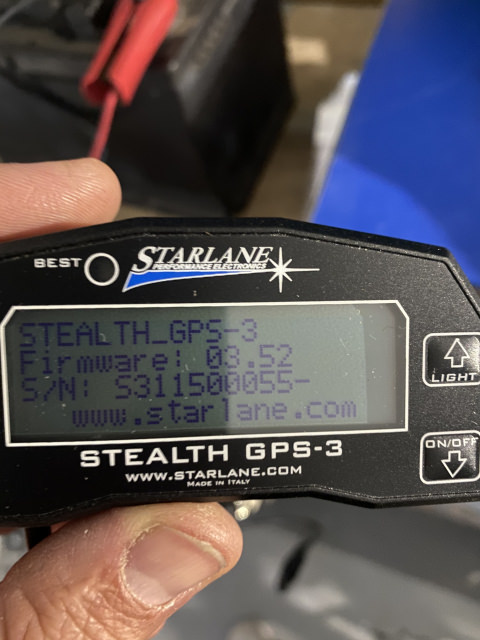 BEST
STARLANE
PERFORMANCE ELECTRONICS
STEALTH_GPS-3
Firmware: 03.52
S/N: S311500055-
www.starlane.com
LIGHT
ON/OFF
STEALTH GPS-3
WWW.STARLANE.COM
MADE IN ITALY